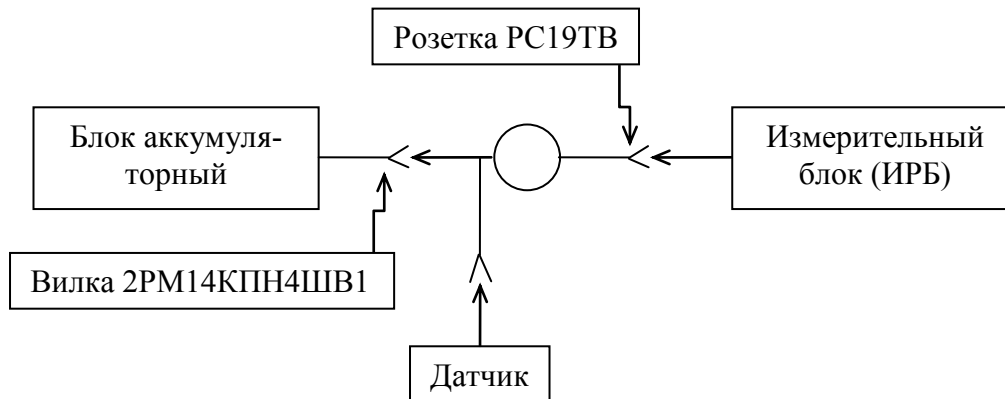 Розетка РС19ТВ
Блок аккумуля-
торный
Измерительный
блок (ИРБ)
Вилка 2РМ14КПН4ШВ1
Датчик